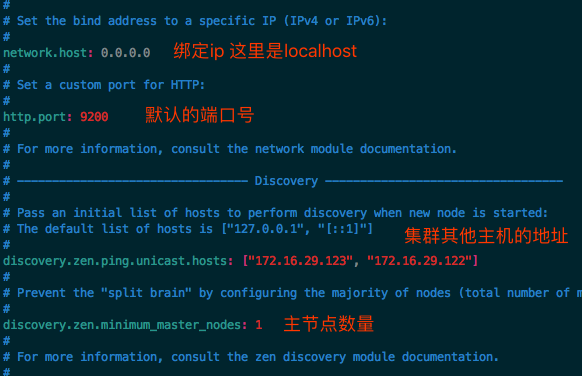 #
# Set the bind address to a specific IP (IPv4 or IPv6):
#
network.host: 0.0.0.0 绑定ip 这里是localhost
#
# Set a custom port for HTTP:
#
http.port: 9200 默认的端口号
#
# For more information, consult the network module documentation.
#
# --------------------------------- Discovery ----------------------------------
#
# Pass an initial list of hosts to perform discovery when new node is started:
# The default list of hosts is ["127.0.0.1", "[::1]"]
集群其他主机的地址
#
discovery.zen.ping.unicast.hosts: ["172.16.29.123", "172.16.29.122"]
#
# Prevent the "split brain" by configuring the majority of nodes (total number of
#
discovery.zen.minimum_master_nodes: 1 主节点数量
#
# For more information, consult the zen discovery module documentation.
#